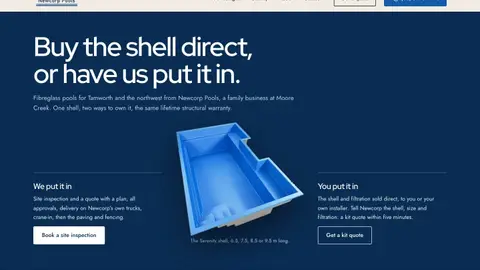 Newcorp Pools
Buy the shell direct,
or have us put it in.
Fibreglass pools for Tamworth and the northwest from Newcorp Pools, a family business at Moore
Creek. One shell, two ways to own it, the same lifetime structural warranty.
We put it in
Site inspection and a quote with a plan, all
approvals, delivery on Newcorp's own trucks,
crane-in, then the paving and fencing.
Book a site inspection
The Serenity shell, 6.5, 7.5, 8.5 or 9.5 m long.
You put it in
The shell and filtration sold direct, to you or your
own installer. Tell Newcorp the shell, size and
filtration: a kit quote within five minutes.
Get a kit quote